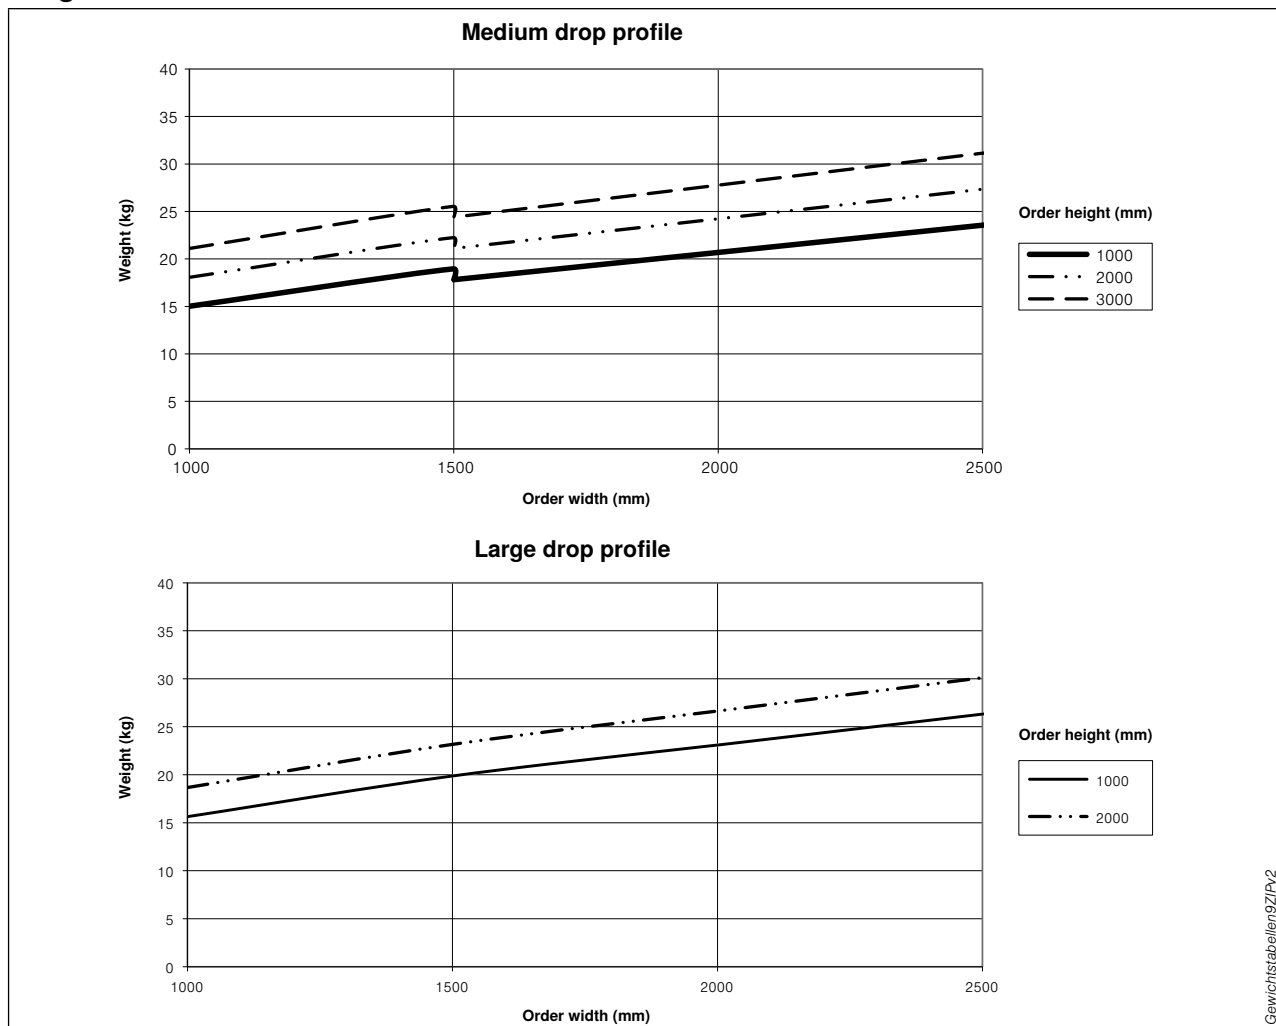 Medium drop profile
40
35
30
25
20
15
10
5
0
Weight (kg)
1000 1500 2000 2500
Order width (mm)
Order height (mm)
1000
2000
3000
Large drop profile
40
35
30
25
20
15
10
5
0
Weight (kg)
1000 1500 2000 2500
Order width (mm)
Order height (mm)
1000
2000
Gewichtstabellen9ZIPv2